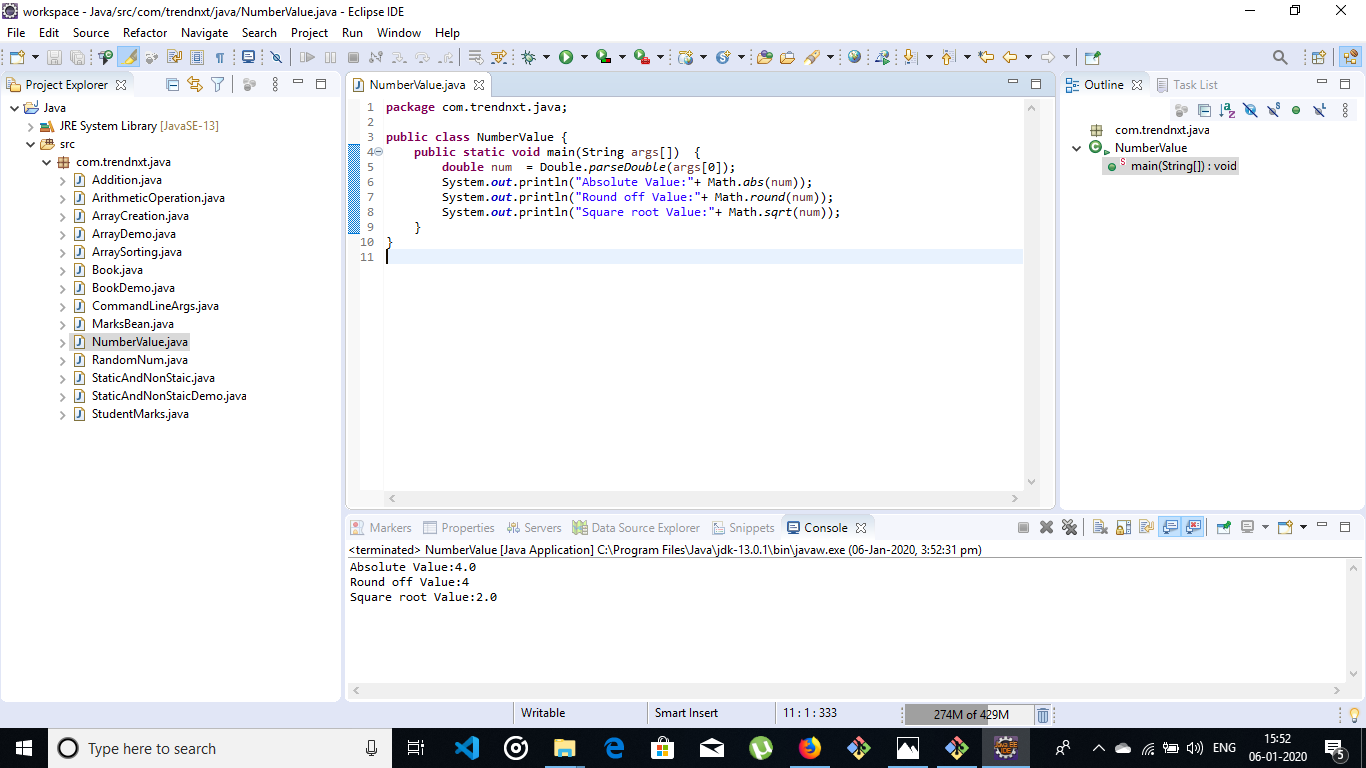 workspace - Java/src/com/trendnxt/java/NumberValue.java - Eclipse IDE
File Edit Source Refactor Navigate Search Project Run Window Help
Project Explorer
Java
JRE System Library [JavaSE-13]
src
com.trendnxt.java
Addition.java
ArithmeticOperation.java
ArrayCreation.java
ArrayDemo.java
ArraySorting.java
Book.java
BookDemo.java
CommandLineArgs.java
MarksBean.java
NumberValue.java
RandomNum.java
StaticAndNonStaic.java
StaticAndNonStaicDemo.java
StudentMarks.java
NumberValue.java
1 package com.trendnxt.java;
2
3 public class NumberValue {
4 public static void main(String args[])  {
5 double num  = Double.parseDouble(args[0]);
6 System.out.println("Absolute Value:"+ Math.abs(num));
7 System.out.println("Round off Value:"+ Math.round(num));
8 System.out.println("Square root Value:"+ Math.sqrt(num));
9 }
10 }
11
Outline Task List
com.trendnxt.java
NumberValue
main(String[]) : void
Markers Properties Servers Data Source Explorer Snippets Console
<terminated> NumberValue [Java Application] C:\Program Files\Java\jdk-13.0.1\bin\javaw.exe (06-Jan-2020, 3:52:31 pm)
Absolute Value:4.0
Round off Value:4
Square root Value:2.0
Writable Smart Insert 11 : 1 : 333 274M of 429M
Type here to search
ENG
15:52
06-01-2020
5